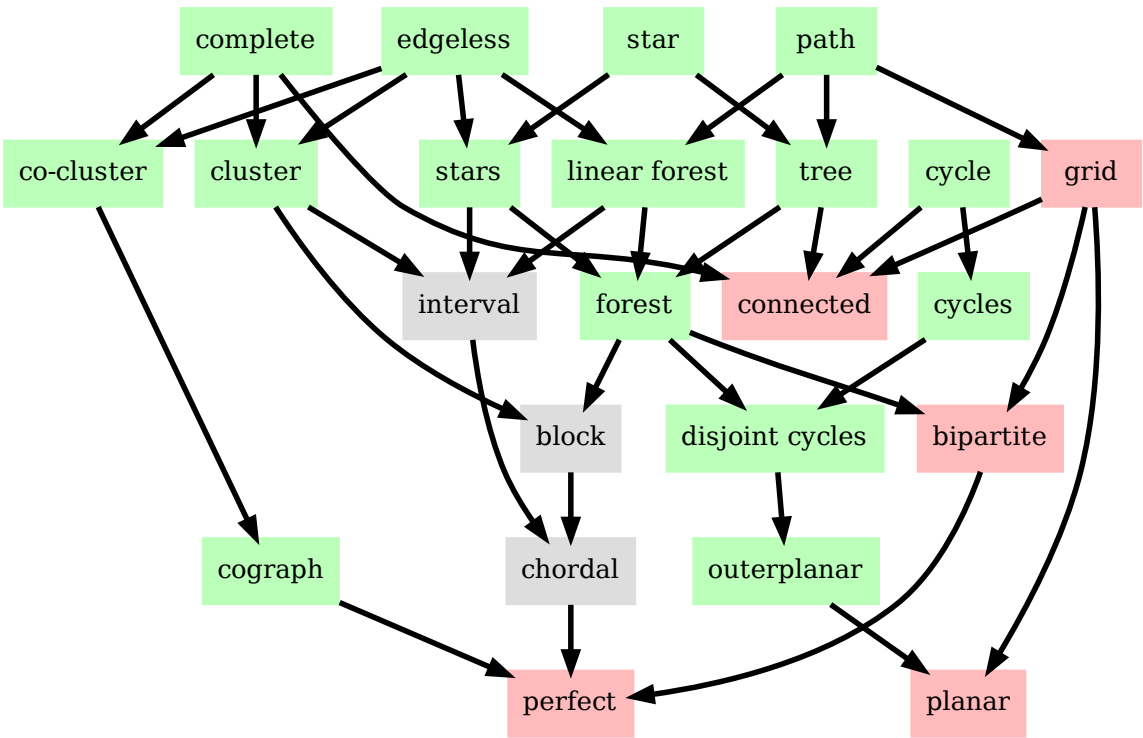 complete
edgeless
star
path
co-cluster
cluster
stars
linear forest
tree
cycle
grid
interval
forest
connected
cycles
block
disjoint cycles
bipartite
cograph
chordal
outerplanar
perfect
planar